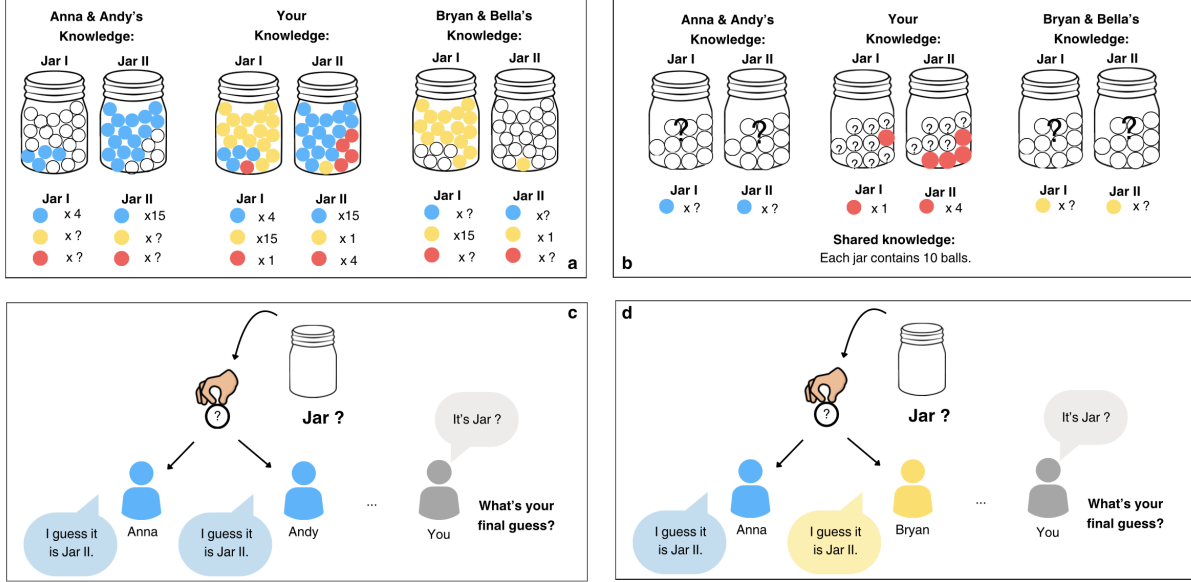 Anna & Andy's
Knowledge:
Jar I
Jar II
Your
Knowledge:
Jar I
Jar II
Bryan & Bella's
Knowledge:
Jar I
Jar II
Jar I
Jar II
x 4
x15
x ?
x ?
x ?
x ?
Jar I
Jar II
x 4
x15
x15
x 1
x 1
x 4
Jar I
Jar II
x ?
x?
x15
x 1
x ?
x ?
a
Anna & Andy's
Knowledge:
Jar I
Jar II
?
?
Your
Knowledge:
Jar I
Jar II
? ? ?
? ? ?
? ? ? ?
? ? ?
? ? ?
Bryan & Bella's
Knowledge:
Jar I
Jar II
?
?
Jar I
Jar II
x ?
x ?
Jar I
Jar II
x 1
x 4
Jar I
Jar II
x ?
x ?
Shared knowledge:
Each jar contains 10 balls.
b
c
?
Jar ?
It's Jar ?
I guess it
is Jar II.
Anna
I guess it
is Jar II.
Andy
...
You
What's your
final guess?
d
?
Jar ?
It's Jar ?
I guess it
is Jar II.
Anna
I guess it
is Jar II.
Bryan
...
You
What's your
final guess?